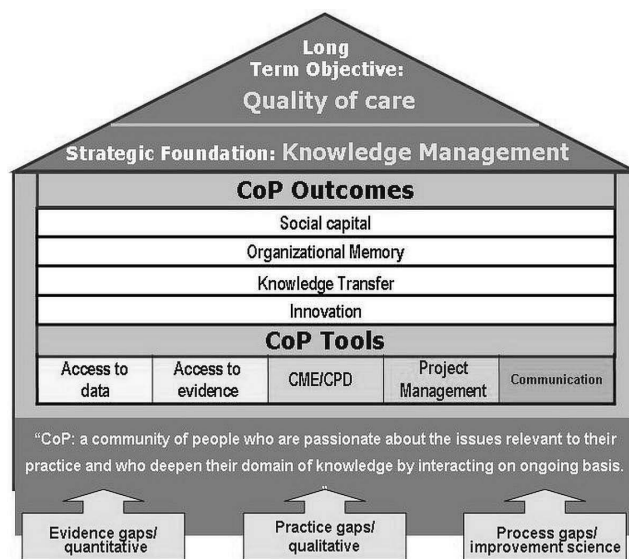 Long
Term Objective:
Quality of care
Strategic Foundation: Knowledge Management
CoP Outcomes
Social capital
Organizational Memory
Knowledge Transfer
Innovation
CoP Tools
Access to
data
Access to
evidence
CME/CPD
Project
Management
Communication
“CoP: a community of people who are passionate about the issues relevant to their
practice and who deepen their domain of knowledge by interacting on ongoing basis.
”
Evidence gaps/
quantitative
Practice gaps/
qualitative
Process gaps/
improvement science